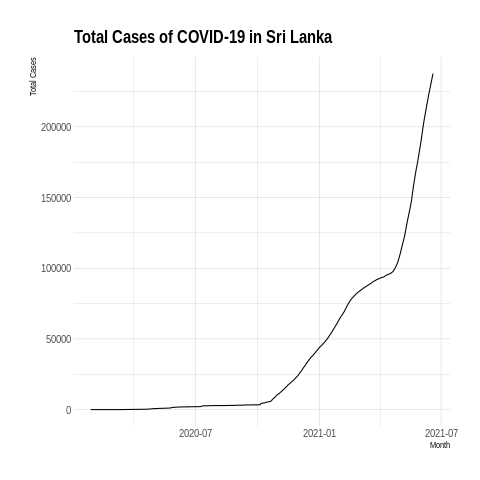 Total Cases of COVID-19 in Sri Lanka
Total Cases
200000
150000
100000
50000
0
2020-07
2021-01
2021-07
Month